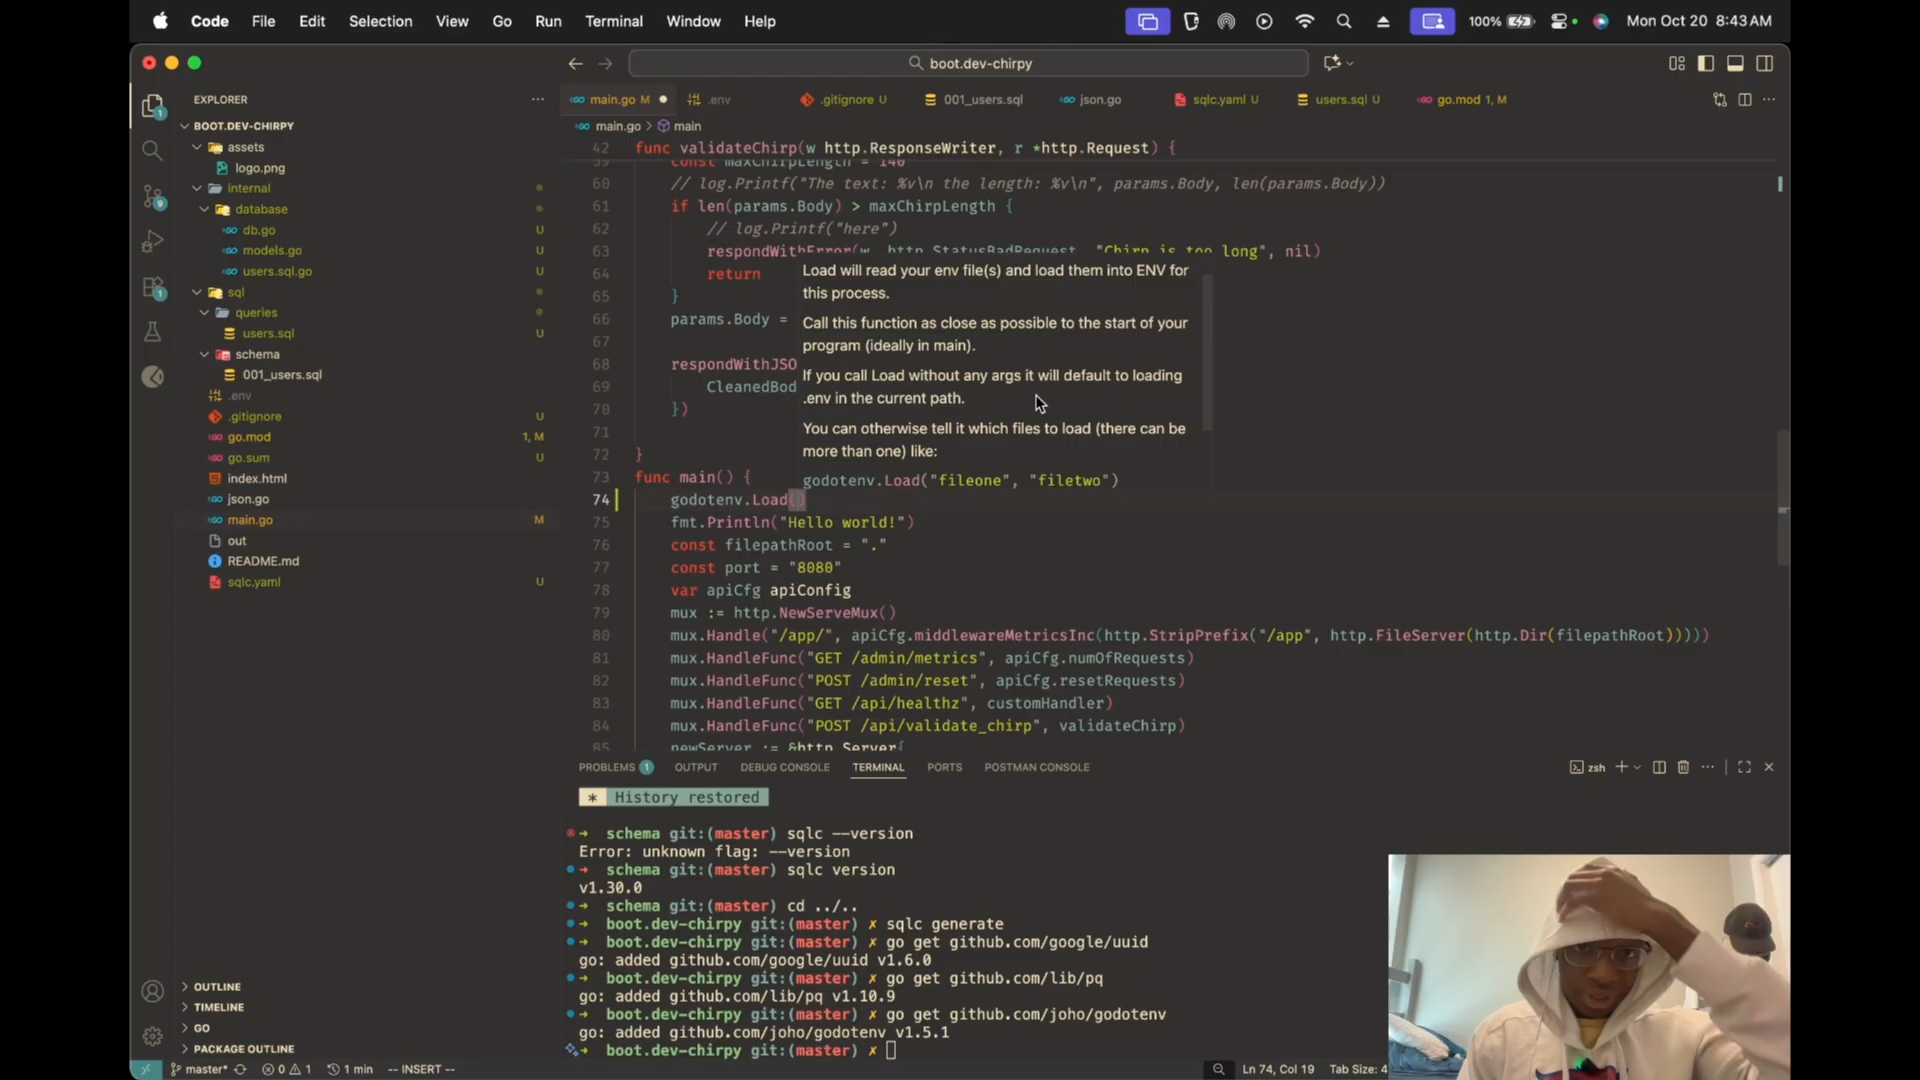 Code File Edit Selection View Go Run Terminal Window Help 100% Mon Oct 20 8:43 AM
boot.dev-chirpy
EXPLORER
main.go M .env .gitignore U 001_users.sql json.go sqlc.yaml U users.sql U go.mod 1, M
BOOT.DEV-CHIRPY
assets
logo.png
internal
database
db.go U
models.go U
users.sql.go U
sql
queries
users.sql U
schema
001_users.sql
.env
.gitignore U
go.mod 1, M
go.sum U
index.html
json.go
main.go M
out
README.md
sqlc.yaml U
OUTLINE
TIMELINE
GO
PACKAGE OUTLINE
main.go > main
42 func validateChirp(w http.ResponseWriter, r *http.Request) {
59 const maxChirpLength = 140
60 // log.Printf("The text: %v\n the length: %v\n", params.Body, len(params.Body))
61 if len(params.Body) > maxChirpLength {
62 // log.Printf("here")
63 respondWithError(w, http.StatusBadRequest, "Chirp is too long", nil)
64 return
65 }
66 params.Body =
67
68 respondWithJSO
69 CleanedBod
70 })
71
72 }
Load will read your env file(s) and load them into ENV for
this process.
Call this function as close as possible to the start of your
program (ideally in main).
If you call Load without any args it will default to loading
.env in the current path.
You can otherwise tell it which files to load (there can be
more than one) like:
godotenv.Load("fileone", "filetwo")
73 func main() {
74 godotenv.Load()
75 fmt.Println("Hello world!")
76 const filepathRoot = "."
77 const port = "8080"
78 var apiCfg apiConfig
79 mux := http.NewServeMux()
80 mux.Handle("/app/", apiCfg.middlewareMetricsInc(http.StripPrefix("/app", http.FileServer(http.Dir(filepathRoot)))))
81 mux.HandleFunc("GET /admin/metrics", apiCfg.numOfRequests)
82 mux.HandleFunc("POST /admin/reset", apiCfg.resetRequests)
83 mux.HandleFunc("GET /api/healthz", customHandler)
84 mux.HandleFunc("POST /api/validate_chirp", validateChirp)
85 newServer := &http.Server{
PROBLEMS 1 OUTPUT DEBUG CONSOLE TERMINAL PORTS POSTMAN CONSOLE zsh
* History restored
schema git:(master) sqlc --version
Error: unknown flag: --version
schema git:(master) sqlc version
v1.30.0
schema git:(master) cd ../..
boot.dev-chirpy git:(master) ✗ sqlc generate
boot.dev-chirpy git:(master) ✗ go get github.com/google/uuid
go: added github.com/google/uuid v1.6.0
boot.dev-chirpy git:(master) ✗ go get github.com/lib/pq
go: added github.com/lib/pq v1.10.9
boot.dev-chirpy git:(master) ✗ go get github.com/joho/godotenv
go: added github.com/joho/godotenv v1.5.1
boot.dev-chirpy git:(master) ✗
master* 0 1 1 min -- INSERT -- Ln 74, Col 19 Tab Size: 4